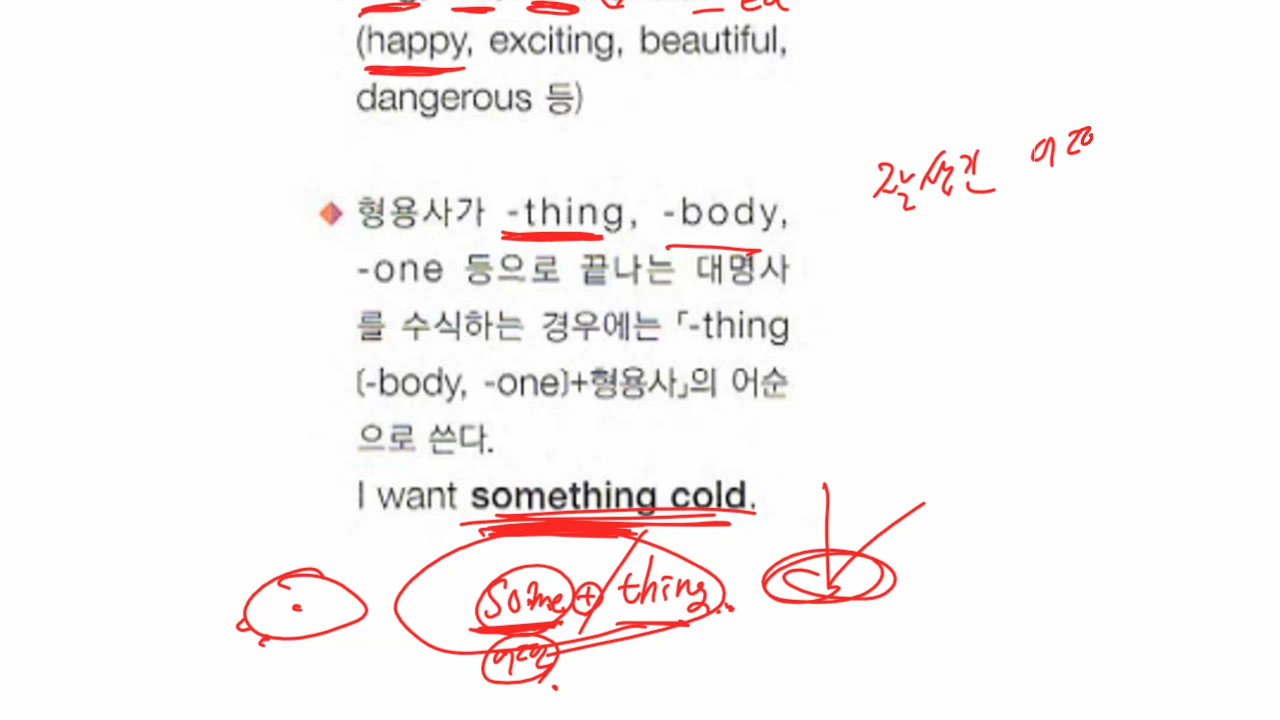 (happy, exciting, beautiful,
dangerous 등)
잘생긴
형용사가 -thing, -body,
-one 등으로 끝나는 대명사
를 수식하는 경우에는 「-thing
(-body, -one)+형용사」의 어순
으로 쓴다.
I want something cold.
some + thing